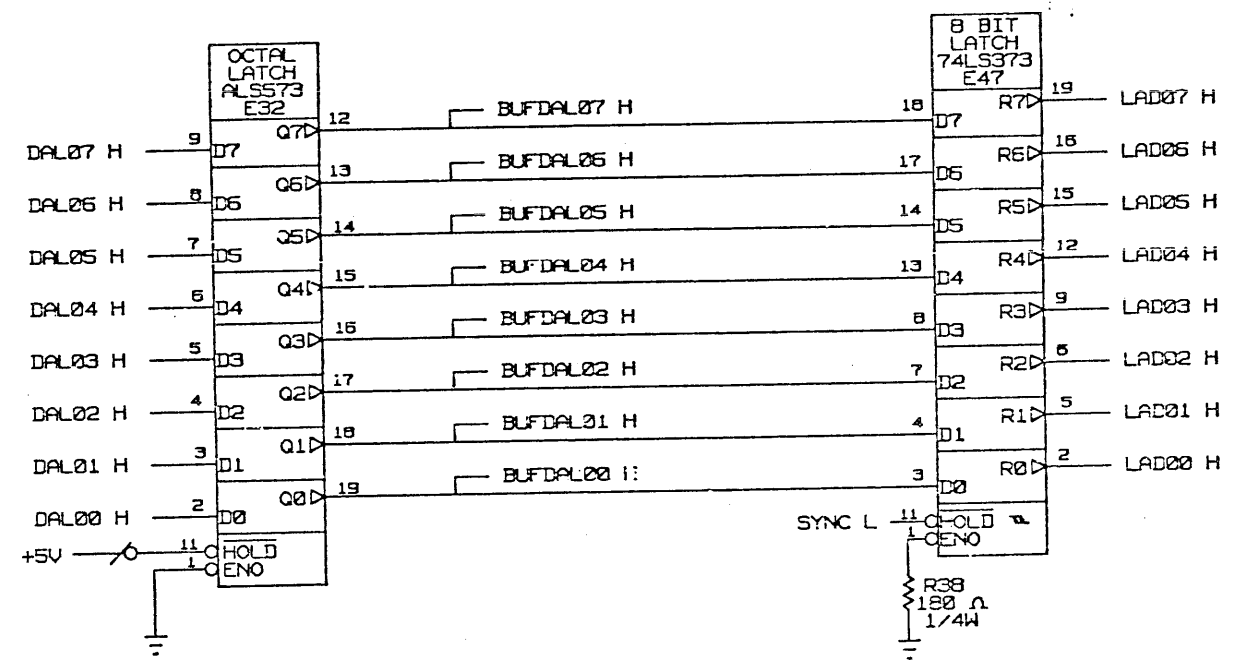 OCTAL
LATCH
ALS573
E32
8 BIT
LATCH
74LS373
E47
DAL07 H 9 D7 Q7 12 BUFDAL07 H 18 D7 R7 19 LAD07 H
DAL06 H 8 D6 Q6 13 BUFDAL06 H 17 D6 R6 16 LAD06 H
DAL05 H 7 D5 Q5 14 BUFDAL05 H 14 D5 R5 15 LAD05 H
DAL04 H 6 D4 Q4 15 BUFDAL04 H 13 D4 R4 12 LAD04 H
DAL03 H 5 D3 Q3 16 BUFDAL03 H 8 D3 R3 9 LAD03 H
DAL02 H 4 D2 Q2 17 BUFDAL02 H 7 D2 R2 6 LAD02 H
DAL01 H 3 D1 Q1 18 BUFDAL01 H 4 D1 R1 5 LAD01 H
DAL00 H 2 D0 Q0 19 BUFDAL00 H 3 D0 R0 2 LAD00 H
+5V 11 HOLD
1 ENO
SYNC L 11 HOLD
1 ENO
R38
180 Ω
1/4W